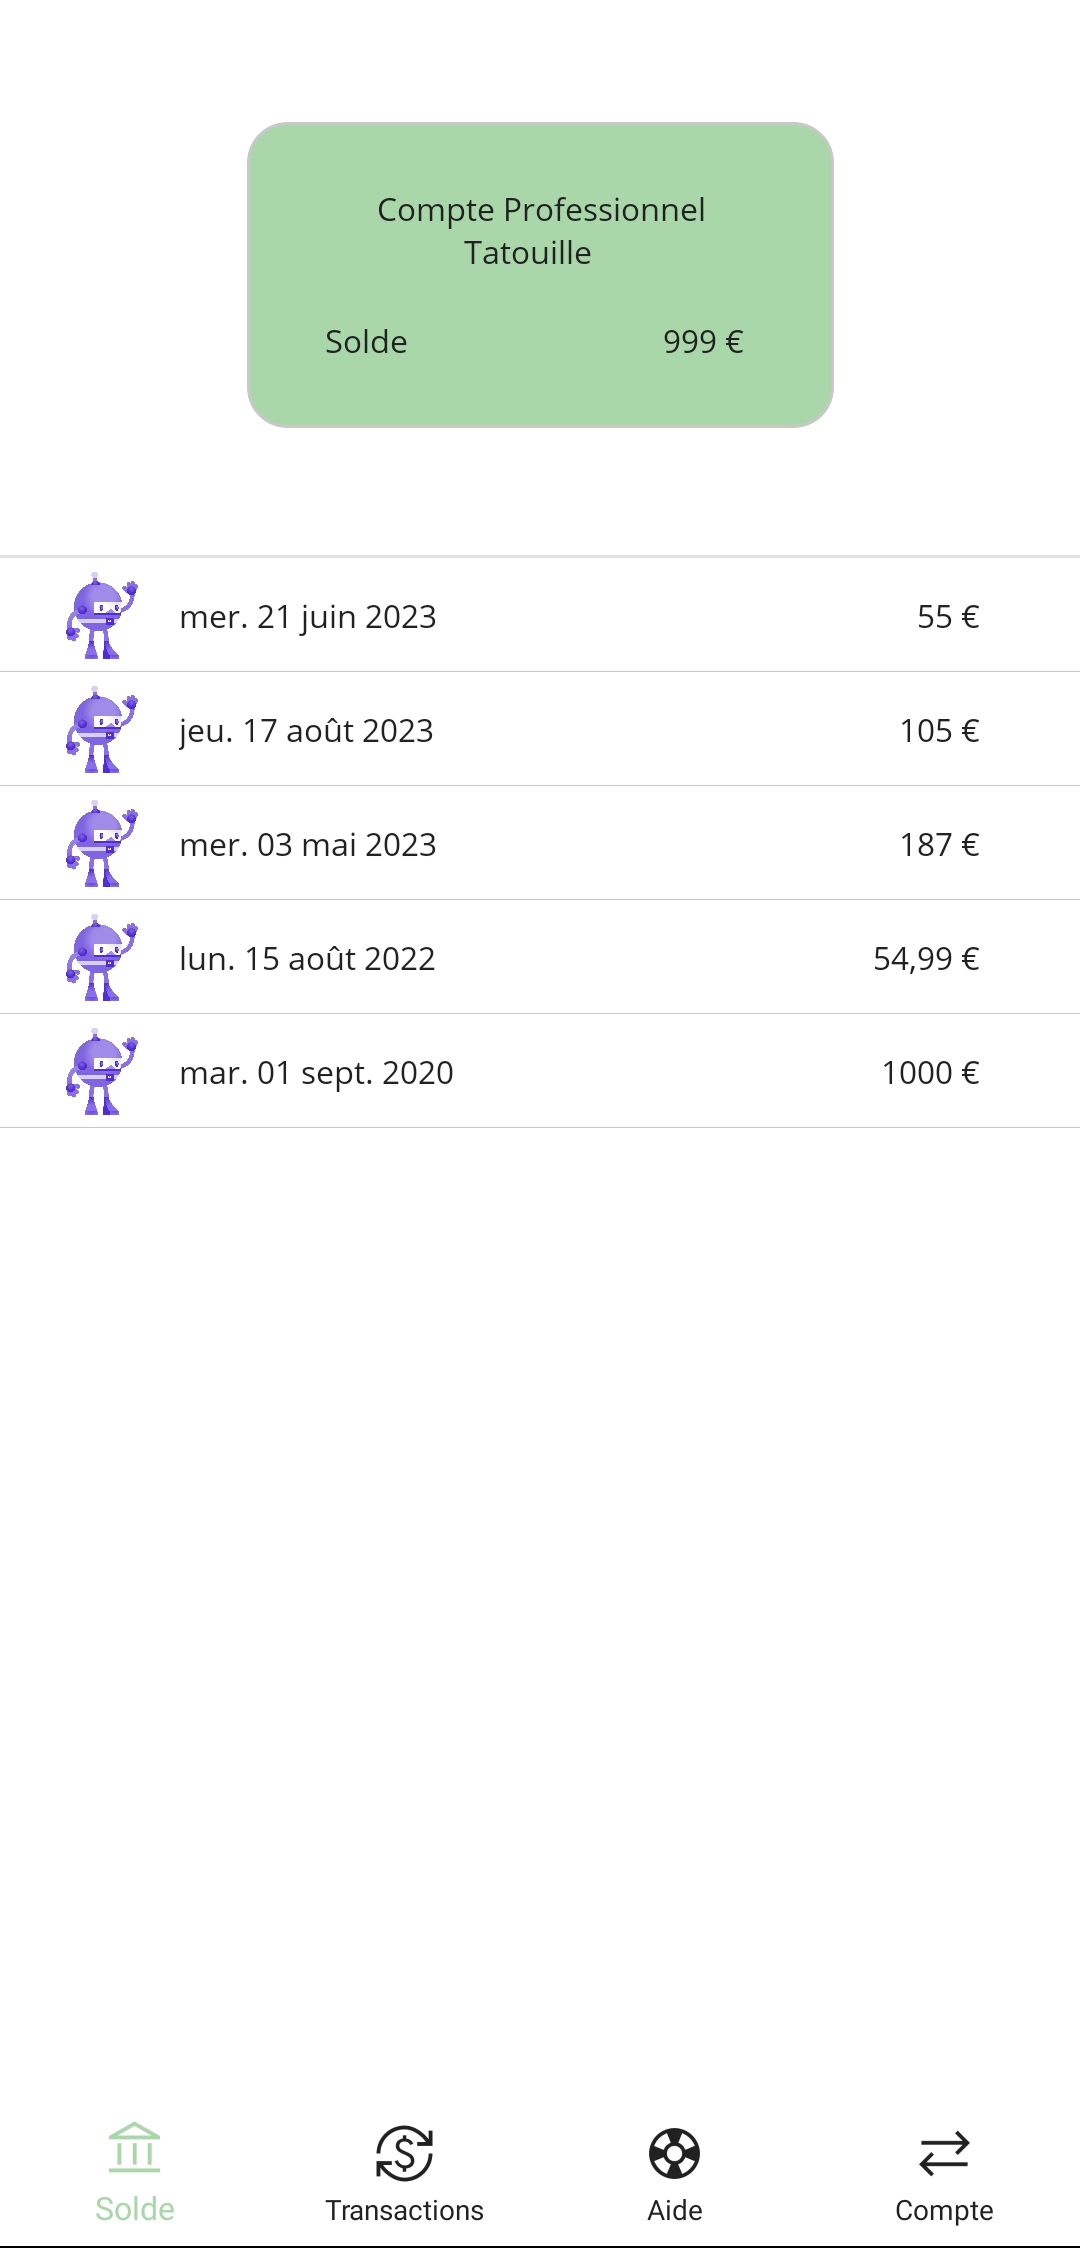 Compte Professionnel
Tatouille
Solde 999 €
mer. 21 juin 2023 55 €
jeu. 17 août 2023 105 €
mer. 03 mai 2023 187 €
lun. 15 août 2022 54,99 €
mar. 01 sept. 2020 1000 €
Solde Transactions Aide Compte